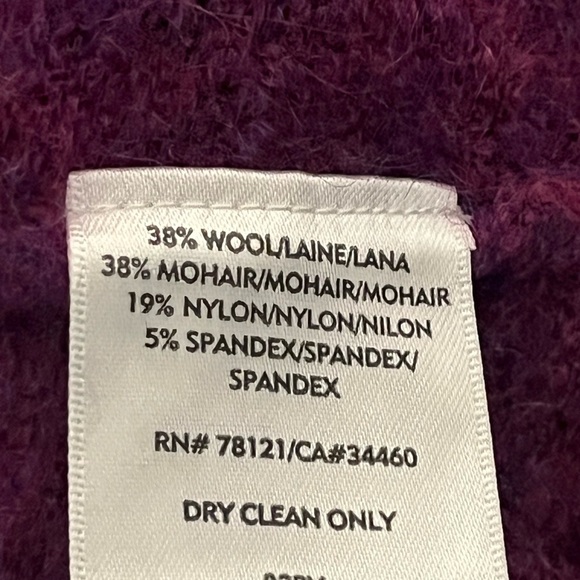 38% WOOL/LAINE/LANA
38% MOHAIR/MOHAIR/MOHAIR
19% NYLON/NYLON/NILON
5% SPANDEX/SPANDEX/
SPANDEX
RN# 78121/CA#34460
DRY CLEAN ONLY